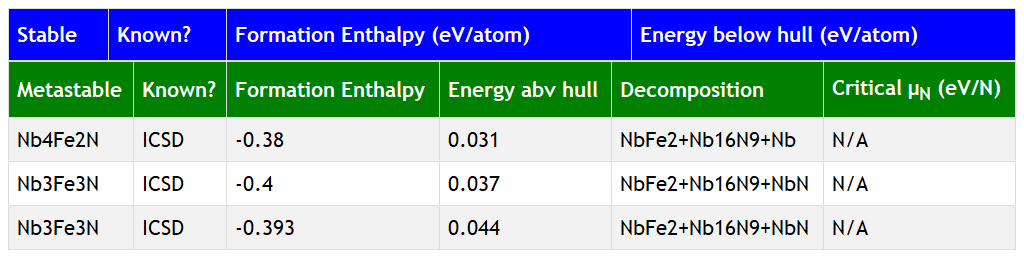 Stable Known? Formation Enthalpy (eV/atom) Energy below hull (eV/atom)
Metastable Known? Formation Enthalpy Energy abv hull Decomposition Critical μN (eV/N)
Nb4Fe2N ICSD -0.38 0.031 NbFe2+Nb16N9+Nb N/A
Nb3Fe3N ICSD -0.4 0.037 NbFe2+Nb16N9+NbN N/A
Nb3Fe3N ICSD -0.393 0.044 NbFe2+Nb16N9+NbN N/A